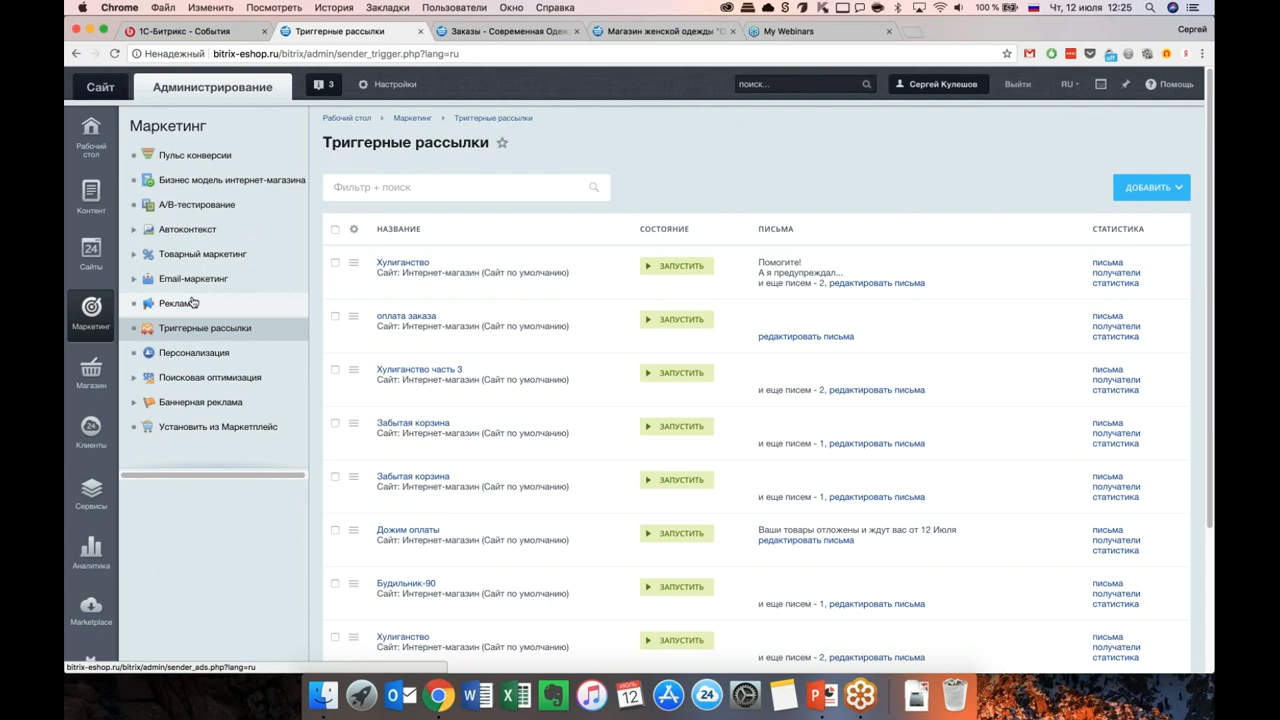 Chrome Файл Изменить Посмотреть История Закладки Пользователи Окно Справка 100 % Чт, 12 июля 12:25
1С-Битрикс - События Триггерные рассылки Заказы - Современная Одеж Магазин женской одежды "О My Webinars Сергей
Ненадежный bitrix-eshop.ru/bitrix/admin/sender_trigger.php?lang=ru
Сайт Администрирование 3 Настройки поиск... Сергей Кулешов Выйти RU Помощь
Маркетинг
Рабочий стол
Контент
24
Сайты
Маркетинг
Магазин
24
Клиенты
Сервисы
Аналитика
Marketplace
Пульс конверсии
Бизнес модель интернет-магазина
A/B-тестирование
Автоконтекст
Товарный маркетинг
Email-маркетинг
Реклама
Триггерные рассылки
Персонализация
Поисковая оптимизация
Баннерная реклама
Установить из Маркетплейс
Рабочий стол Маркетинг Триггерные рассылки
Триггерные рассылки
Фильтр + поиск ДОБАВИТЬ
НАЗВАНИЕ СОСТОЯНИЕ ПИСЬМА СТАТИСТИКА
Хулиганство ЗАПУСТИТЬ Помогите! письма
Сайт: Интернет-магазин (Сайт по умолчанию) А я предупреждал... получатели
и еще писем - 2, редактировать письма статистика
оплата заказа ЗАПУСТИТЬ письма
Сайт: Интернет-магазин (Сайт по умолчанию) получатели
редактировать письма статистика
Хулиганство часть 3 ЗАПУСТИТЬ письма
Сайт: Интернет-магазин (Сайт по умолчанию) получатели
и еще писем - 2, редактировать письма статистика
Забытая корзина ЗАПУСТИТЬ письма
Сайт: Интернет-магазин (Сайт по умолчанию) получатели
и еще писем - 1, редактировать письма статистика
Забытая корзина ЗАПУСТИТЬ письма
Сайт: Интернет-магазин (Сайт по умолчанию) получатели
и еще писем - 1, редактировать письма статистика
Дожим оплаты ЗАПУСТИТЬ Ваши товары отложены и ждут вас от 12 Июля письма
Сайт: Интернет-магазин (Сайт по умолчанию) редактировать письма получатели
статистика
Будильник-90 ЗАПУСТИТЬ письма
Сайт: Интернет-магазин (Сайт по умолчанию) получатели
и еще писем - 1, редактировать письма статистика
Хулиганство ЗАПУСТИТЬ письма
Сайт: Интернет-магазин (Сайт по умолчанию) получатели
и еще писем - 2, редактировать письма статистика
bitrix-eshop.ru/bitrix/admin/sender_ads.php?lang=ru
12 24